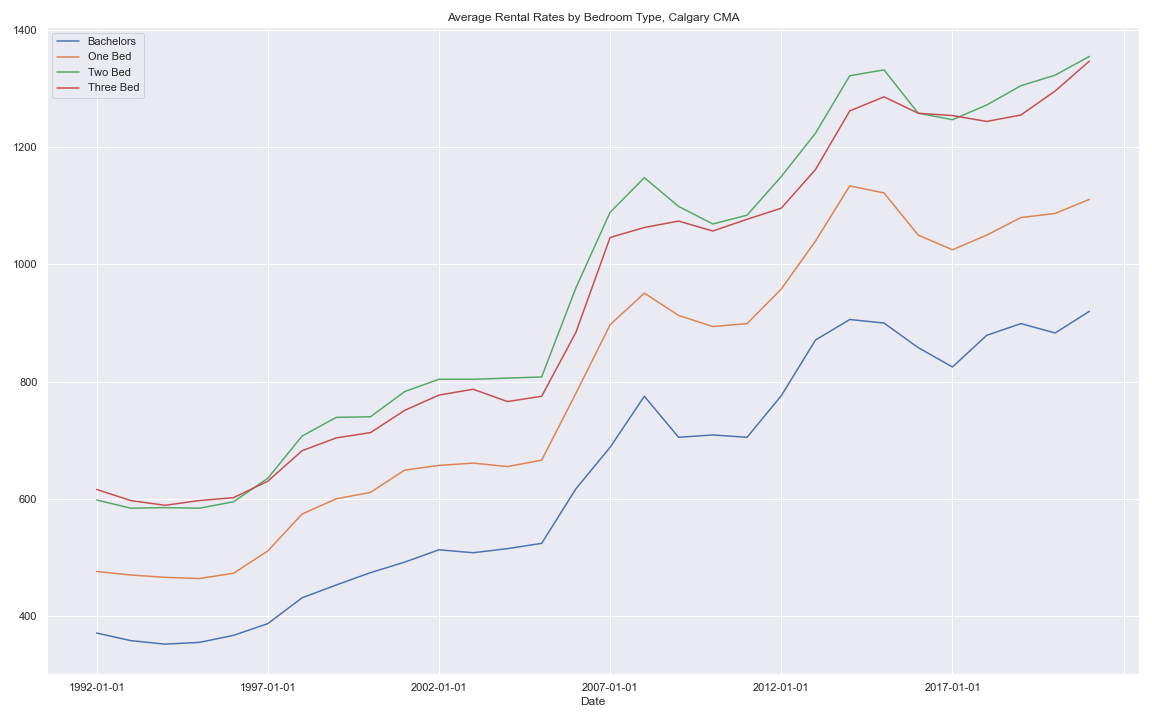 Average Rental Rates by Bedroom Type, Calgary CMA
1400
Bachelors
One Bed
Two Bed
Three Bed
1200
1000
800
600
400
1992-01-01
1997-01-01
2002-01-01
2007-01-01
2012-01-01
2017-01-01
Date